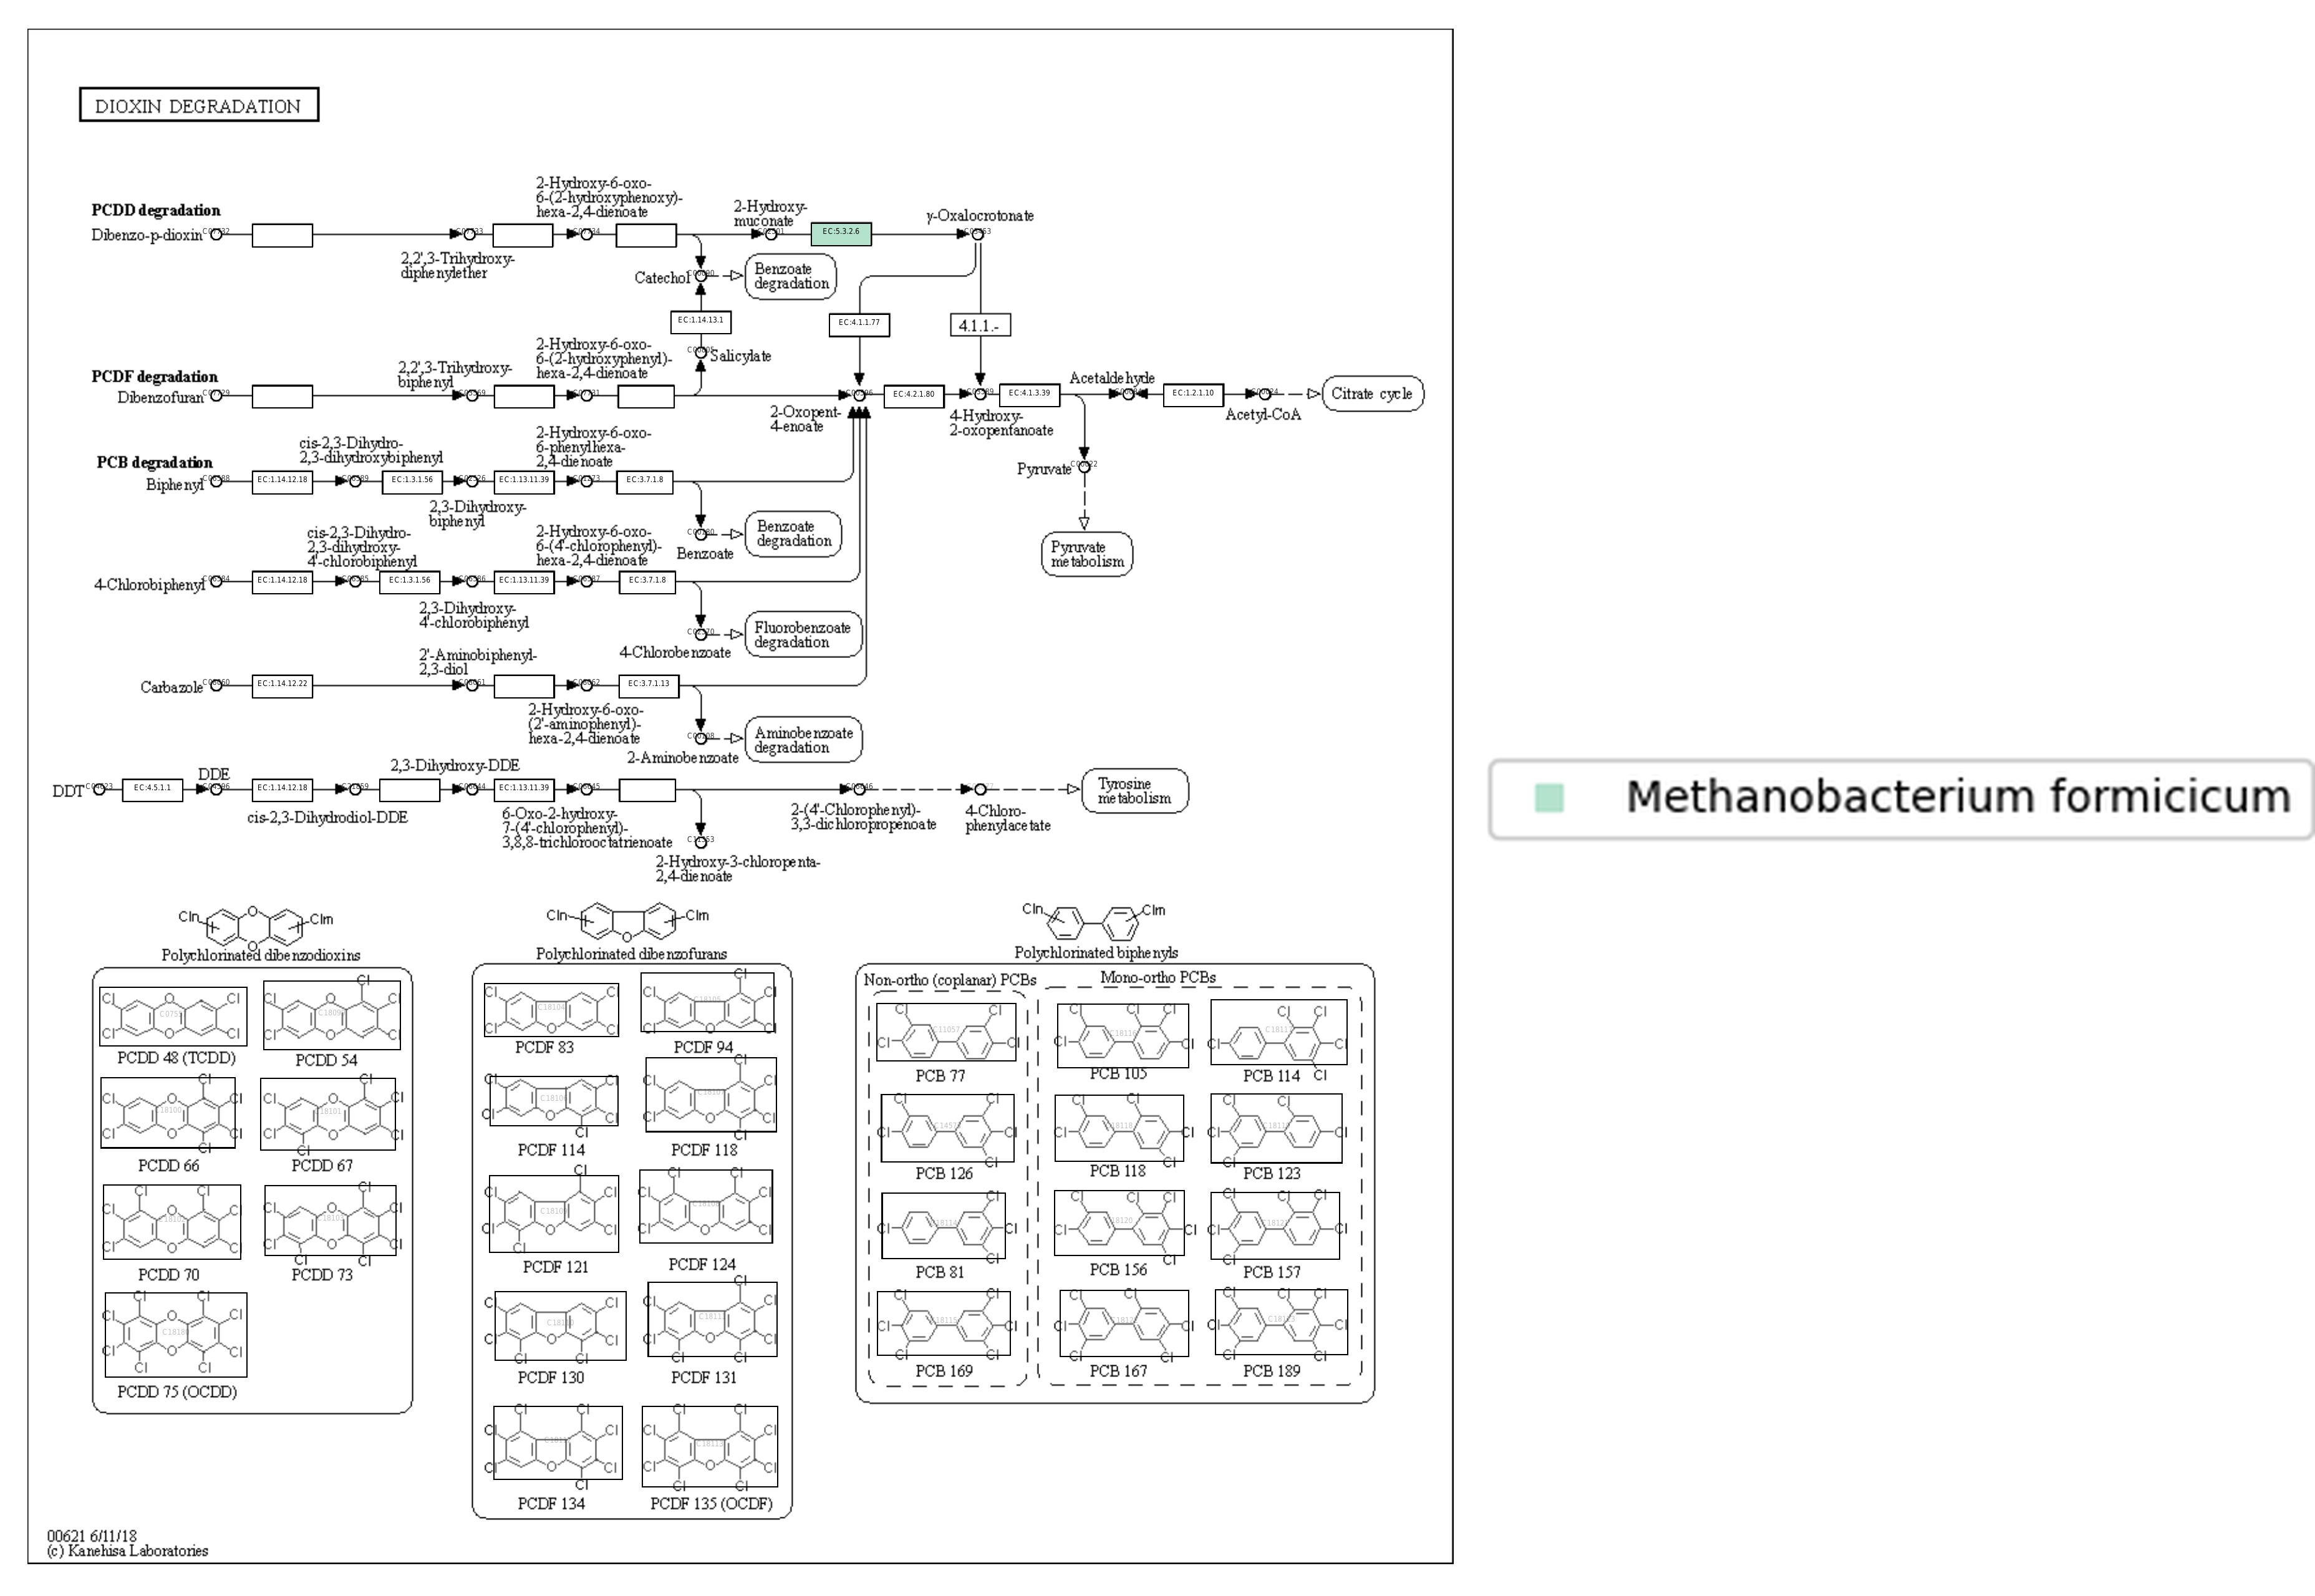 DIOXIN DEGRADATION
PCDD degradation
Dibenzo-p-dioxin
2,2',3-Trihydroxy-
diphenylether
2-Hydroxy-6-oxo-
6-(2-hydroxyphenoxy)-
hexa-2,4-dienoate
2-Hydroxy-
muconate
EC:5.3.2.6
γ-Oxalocrotonate
Catechol
Benzoate
degradation
EC:1.14.13.1
EC:4.1.1.77
4.1.1.-
Salicylate
PCDF degradation
Dibenzofuran
2,2',3-Trihydroxy-
biphenyl
2-Hydroxy-6-oxo-
6-(2-hydroxyphenyl)-
hexa-2,4-dienoate
2-Oxopent-
4-enoate
EC:4.2.1.80
4-Hydroxy-
2-oxopentanoate
EC:4.1.3.39
Acetaldehyde
EC:1.2.1.10
Acetyl-CoA
Citrate cycle
Pyruvate
Pyruvate
metabolism
PCB degradation
Biphenyl
EC:1.14.12.18
cis-2,3-Dihydro-
2,3-dihydroxybiphenyl
EC:1.3.1.56
2,3-Dihydroxy-
biphenyl
EC:1.13.11.39
2-Hydroxy-6-oxo-
6-phenylhexa-
2,4-dienoate
EC:3.7.1.8
Benzoate
Benzoate
degradation
4-Chlorobiphenyl
EC:1.14.12.18
cis-2,3-Dihydro-
2,3-dihydroxy-
4'-chlorobiphenyl
EC:1.3.1.56
2,3-Dihydroxy-
4'-chlorobiphenyl
EC:1.13.11.39
2-Hydroxy-6-oxo-
6-(4'-chlorophenyl)-
hexa-2,4-dienoate
EC:3.7.1.8
4-Chlorobenzoate
Fluorobenzoate
degradation
Carbazole
EC:1.14.12.22
2'-Aminobiphenyl-
2,3-diol
2-Hydroxy-6-oxo-
(2'-aminophenyl)-
hexa-2,4-dienoate
EC:3.7.1.13
2-Aminobenzoate
Aminobenzoate
degradation
DDT
EC:4.5.1.1
DDE
EC:1.14.12.18
cis-2,3-Dihydrodiol-DDE
2,3-Dihydroxy-DDE
EC:1.13.11.39
6-Oxo-2-hydroxy-
7-(4'-chlorophenyl)-
3,8,8-trichlorooctatrienoate
2-Hydroxy-3-chloropenta-
2,4-dienoate
2-(4'-Chlorophenyl)-
3,3-dichloropropenoate
4-Chloro-
phenylacetate
Tyrosine
metabolism
Methanobacterium formicicum
Polychlorinated dibenzodioxins
PCDD 48 (TCDD)
PCDD 54
PCDD 66
PCDD 67
PCDD 70
PCDD 73
PCDD 75 (OCDD)
Polychlorinated dibenzofurans
PCDF 83
PCDF 94
PCDF 114
PCDF 118
PCDF 121
PCDF 124
PCDF 130
PCDF 131
PCDF 134
PCDF 135 (OCDF)
Polychlorinated biphenyls
Non-ortho (coplanar) PCBs
PCB 77
PCB 126
PCB 81
PCB 169
Mono-ortho PCBs
PCB 105
PCB 114
PCB 118
PCB 123
PCB 156
PCB 157
PCB 167
PCB 189
00621 6/11/18
(c) Kanehisa Laboratories